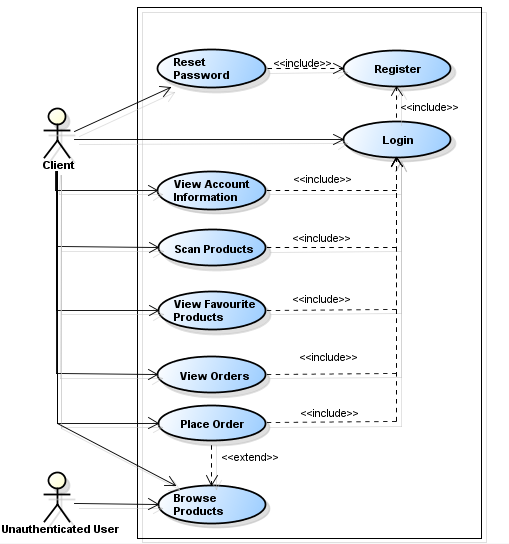 Reset
Password
<<include>>
Register
<<include>>
Client
Login
View Account
Information
<<include>>
Scan Products
<<include>>
View Favourite
Products
<<include>>
View Orders
<<include>>
Place Order
<<include>>
<<extend>>
Browse
Products
Unauthenticated User